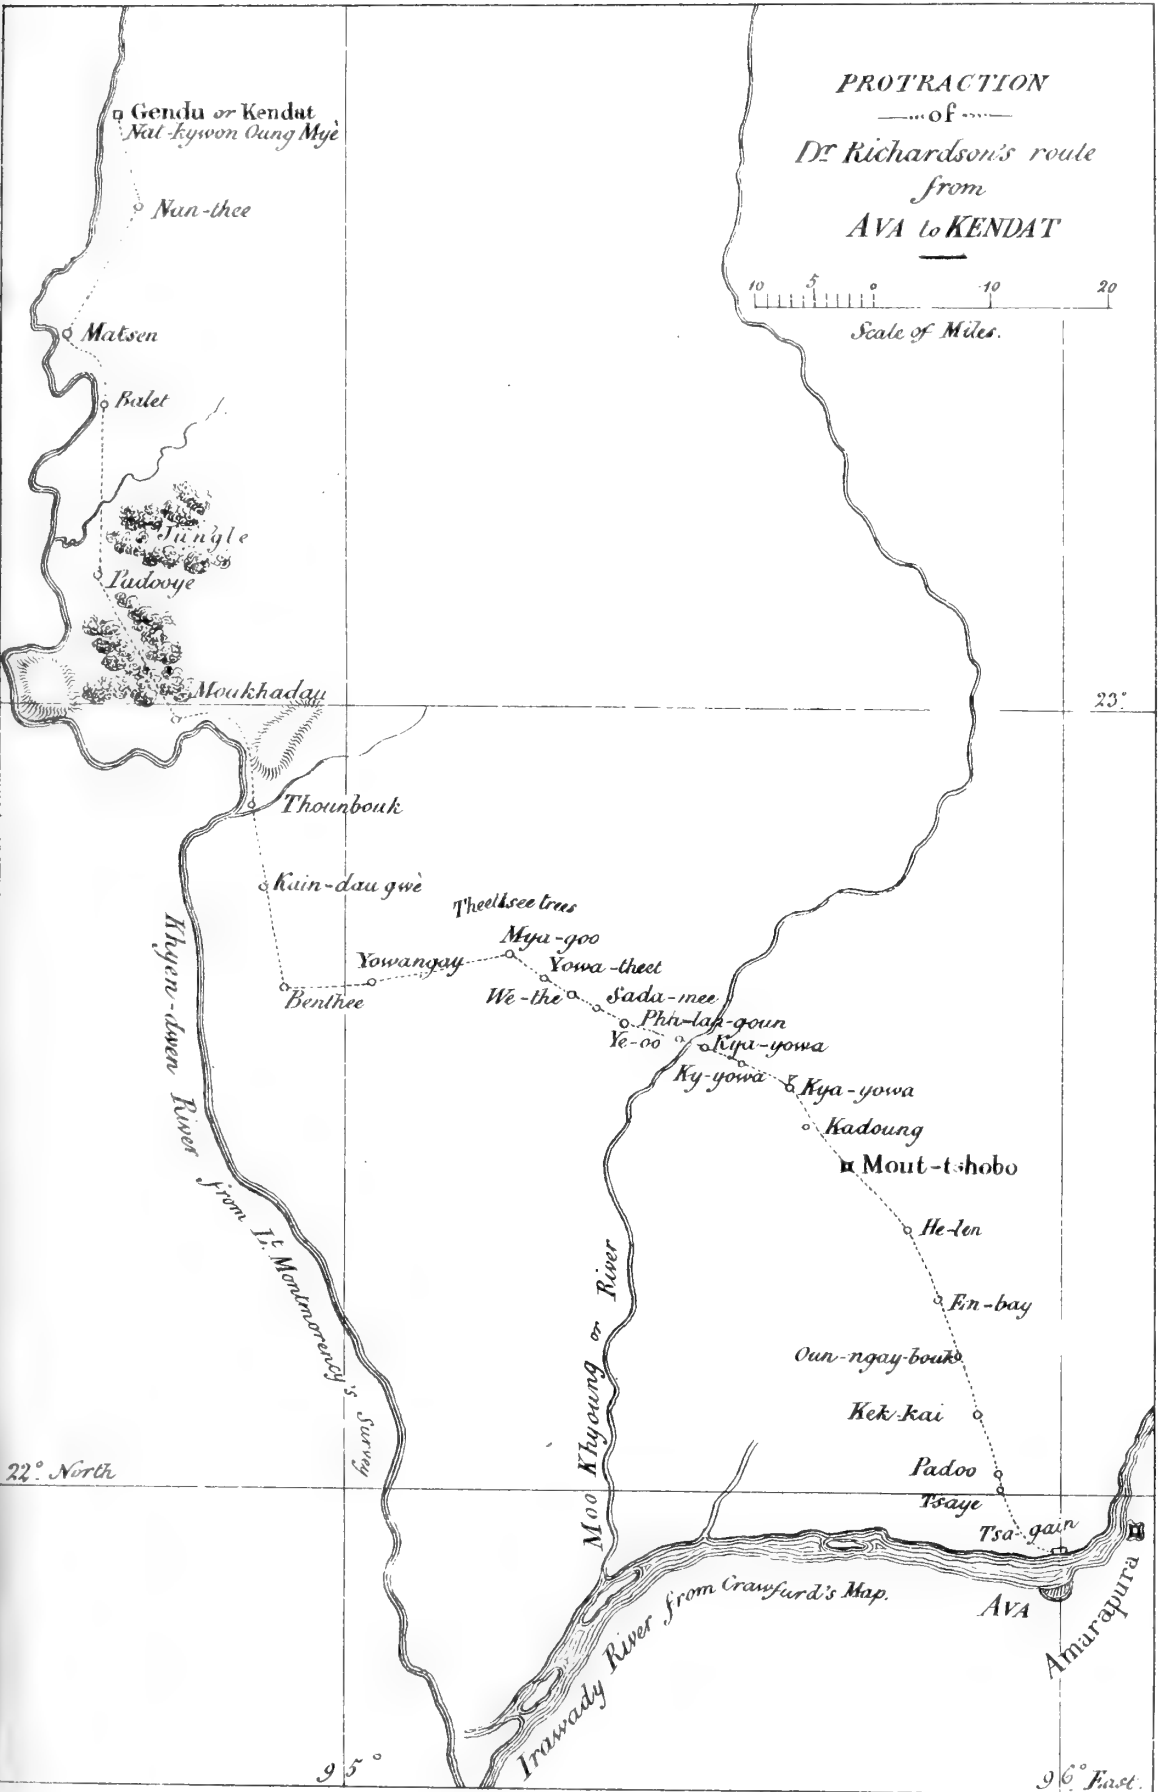 PROTRACTION
of
Dr Richardson's route
from
AVA to KENDAT
10 5 0 10 20
Scale of Miles.
Gendu or Kendat
Nat-kywon Oung Myè
Nan-thee
Matsen
Balet
Jungle
Padooye
Moukhadau
23°
Thounbouk
Kain-dau gwè
Theetsee trees
Mya-goo
Yowangay
Yowa-theet
Benthee
We-the
Sada-mee
Pha-lan-goun
Ye-oo
Kya-yowa
Ky-yowa
Kya-yowa
Kadoung
Mout-tshobo
He-len
En-bay
Oun-ngay-bouk
Kek-kai
Padoo
Tsaye
Tsa-gain
22° North
Khyen-dwen River from Lt Montmorency's Survey
Moo Khyoung or River
Irawady River from Crawfurd's Map.
AVA
Amarapura
95°
96° East.